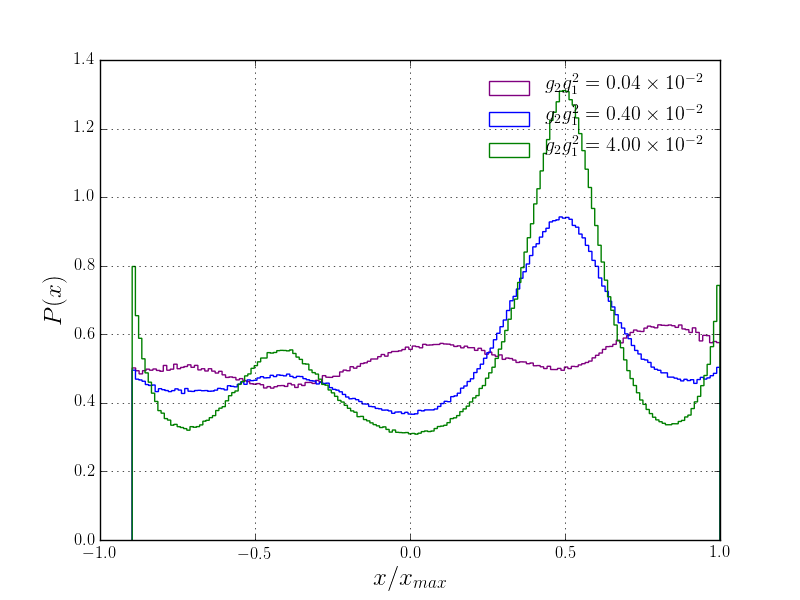 1.4
1.2
1.0
0.8
0.6
0.4
0.2
0.0
P(x)
g₂g₁² = 0.04 × 10⁻²
g₂g₁² = 0.40 × 10⁻²
g₂g₁² = 4.00 × 10⁻²
−1.0 −0.5 0.0 0.5 1.0
x/xₘₐₓ